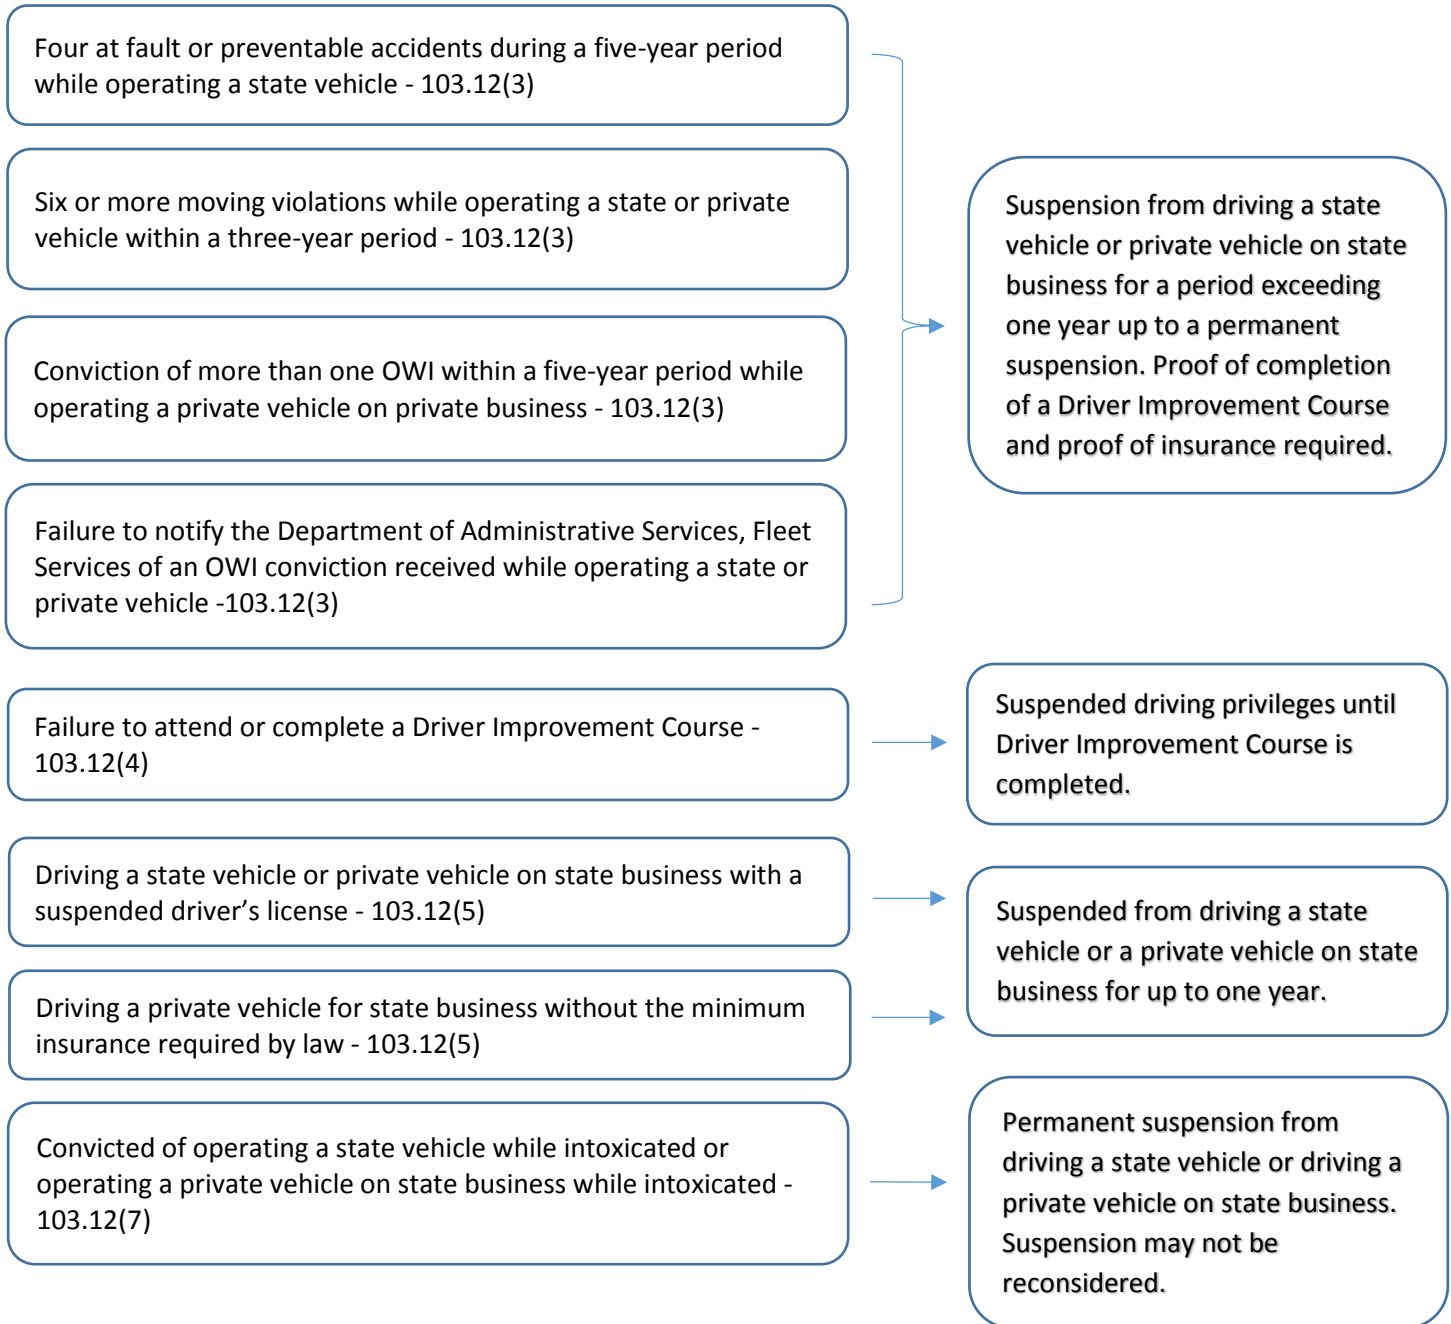 Four at fault or preventable accidents during a five-year period
while operating a state vehicle - 103.12(3)
Six or more moving violations while operating a state or private
vehicle within a three-year period - 103.12(3)
Conviction of more than one OWI within a five-year period while
operating a private vehicle on private business - 103.12(3)
Failure to notify the Department of Administrative Services, Fleet
Services of an OWI conviction received while operating a state or
private vehicle -103.12(3)
Suspension from driving a state
vehicle or private vehicle on state
business for a period exceeding
one year up to a permanent
suspension. Proof of completion
of a Driver Improvement Course
and proof of insurance required.
Failure to attend or complete a Driver Improvement Course -
103.12(4)
Suspended driving privileges until
Driver Improvement Course is
completed.
Driving a state vehicle or private vehicle on state business with a
suspended driver’s license - 103.12(5)
Driving a private vehicle for state business without the minimum
insurance required by law - 103.12(5)
Suspended from driving a state
vehicle or a private vehicle on state
business for up to one year.
Convicted of operating a state vehicle while intoxicated or
operating a private vehicle on state business while intoxicated -
103.12(7)
Permanent suspension from
driving a state vehicle or driving a
private vehicle on state business.
Suspension may not be
reconsidered.